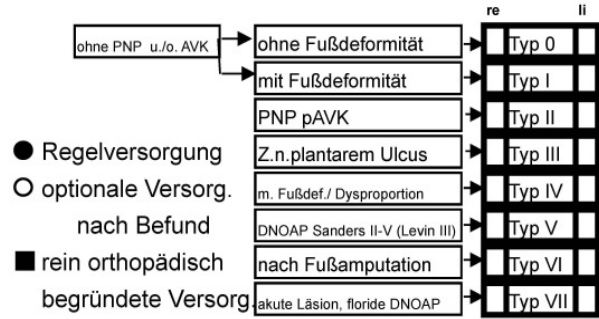 re li
ohne PNP u./o. AVK ohne Fußdeformität Typ 0
mit Fußdeformität Typ I
PNP pAVK Typ II
Regelversorgung Z.n.plantarem Ulcus Typ III
optionale Versorg. m. Fußdef./ Dysproportion Typ IV
nach Befund DNOAP Sanders II-V (Levin III) Typ V
rein orthopädisch nach Fußamputation Typ VI
begründete Versorg. akute Läsion, floride DNOAP Typ VII